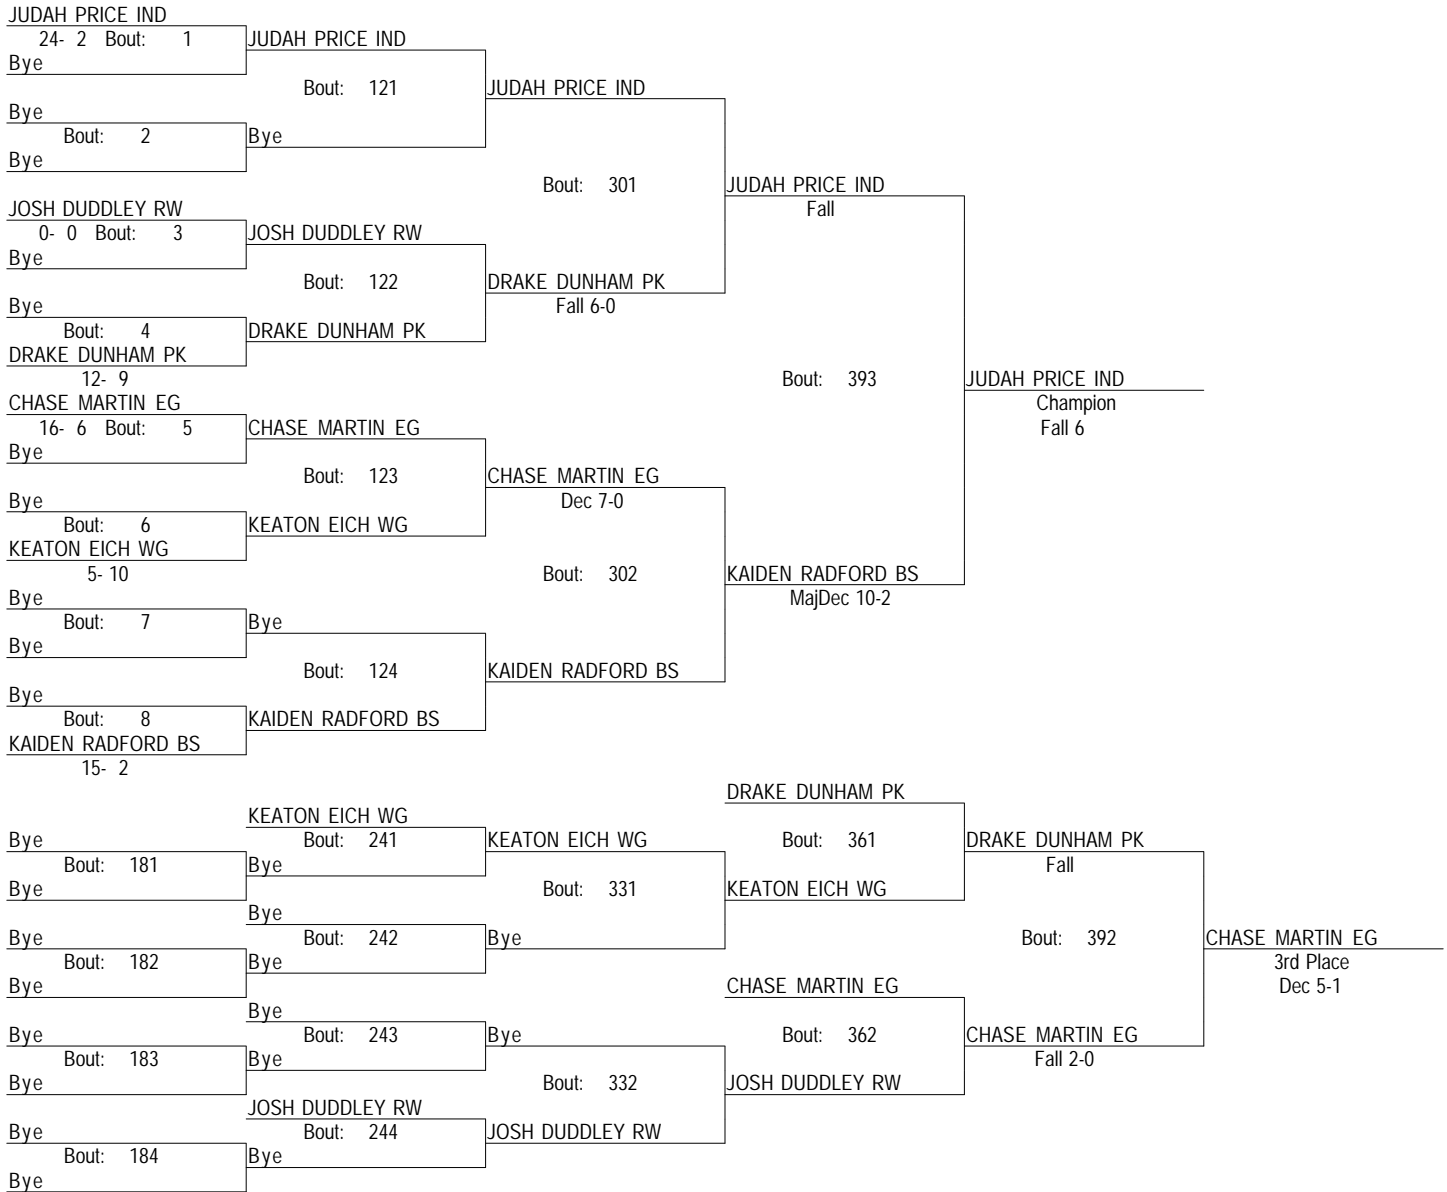 JUDAH PRICE IND
24- 2 Bout: 1 JUDAH PRICE IND
Bye
Bout: 121 JUDAH PRICE IND
Bye
Bout: 2 Bye
Bye
Bout: 301 JUDAH PRICE IND
JOSH DUDDLEY RW Fall
0- 0 Bout: 3 JOSH DUDDLEY RW
Bye
Bout: 122 DRAKE DUNHAM PK
Bye Fall 6-0
Bout: 4 DRAKE DUNHAM PK
DRAKE DUNHAM PK
12- 9 Bout: 393 JUDAH PRICE IND
CHASE MARTIN EG Champion
16- 6 Bout: 5 CHASE MARTIN EG Fall 6
Bye
Bout: 123 CHASE MARTIN EG
Bye Dec 7-0
Bout: 6 KEATON EICH WG
KEATON EICH WG
5- 10 Bout: 302 KAIDEN RADFORD BS
Bye MajDec 10-2
Bout: 7 Bye
Bye
Bout: 124 KAIDEN RADFORD BS
Bye
Bout: 8 KAIDEN RADFORD BS
KAIDEN RADFORD BS
15- 2
DRAKE DUNHAM PK
KEATON EICH WG
Bye Bout: 241 KEATON EICH WG Bout: 361 DRAKE DUNHAM PK
Bout: 181 Bye Fall
Bye Bout: 331 KEATON EICH WG
Bye
Bye Bout: 242 Bye Bout: 392 CHASE MARTIN EG
Bout: 182 Bye 3rd Place
Bye CHASE MARTIN EG Dec 5-1
Bye
Bye Bout: 243 Bye Bout: 362 CHASE MARTIN EG
Bout: 183 Bye Fall 2-0
Bye Bout: 332 JOSH DUDDLEY RW
JOSH DUDDLEY RW
Bye Bout: 244 JOSH DUDDLEY RW
Bout: 184 Bye
Bye